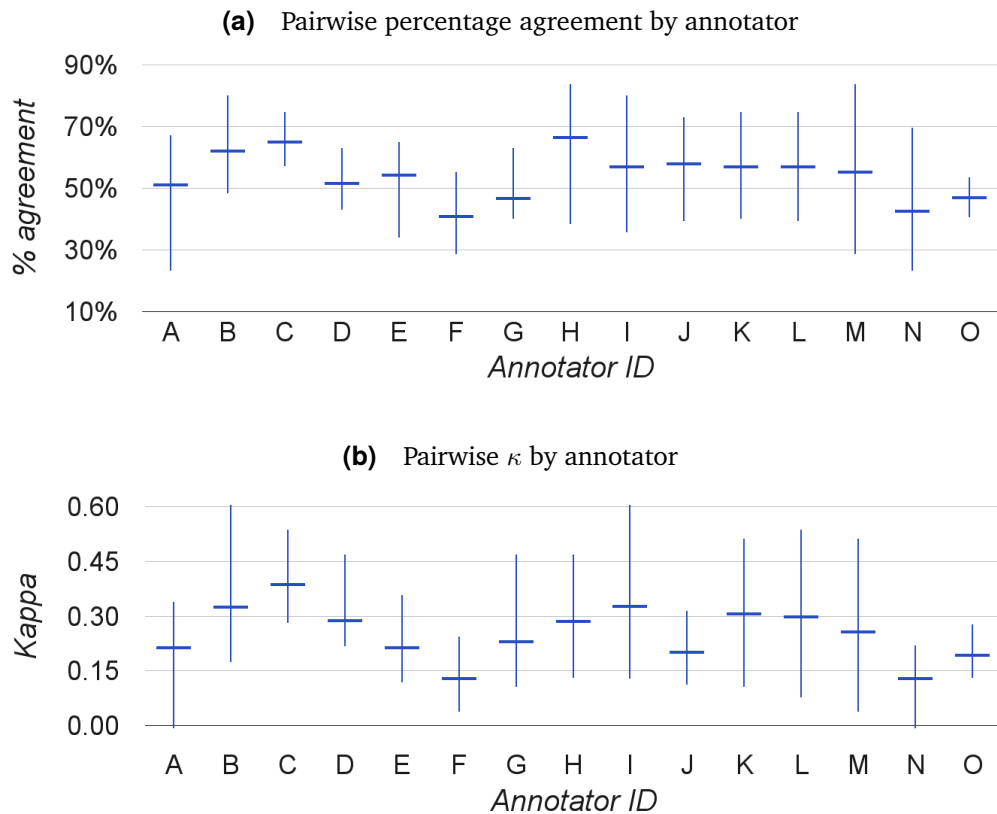 (a) Pairwise percentage agreement by annotator
90%
70%
50%
30%
10%
% agreement
A B C D E F G H I J K L M N O
Annotator ID
(b) Pairwise κ by annotator
0.60
0.45
0.30
0.15
0.00
Kappa
A B C D E F G H I J K L M N O
Annotator ID